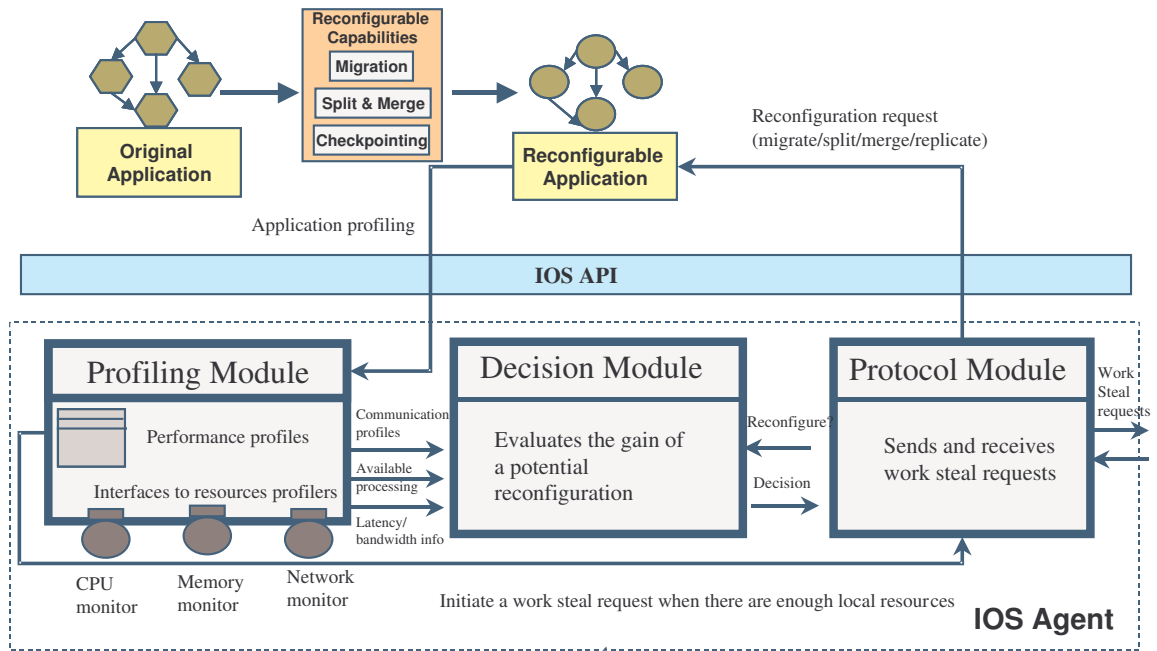 Reconfigurable
Capabilities
Migration
Split & Merge
Checkpointing
Original
Application
Reconfigurable
Application
Reconfiguration request
(migrate/split/merge/replicate)
Application profiling
IOS API
Profiling Module
Performance profiles
Interfaces to resources profilers
CPU
monitor
Memory
monitor
Network
monitor
Communication
profiles
Available
processing
Latency/
bandwidth info
Decision Module
Evaluates the gain of
a potential
reconfiguration
Reconfigure?
Decision
Protocol Module
Sends and receives
work steal requests
Work
Steal
requests
Initiate a work steal request when there are enough local resources
IOS Agent